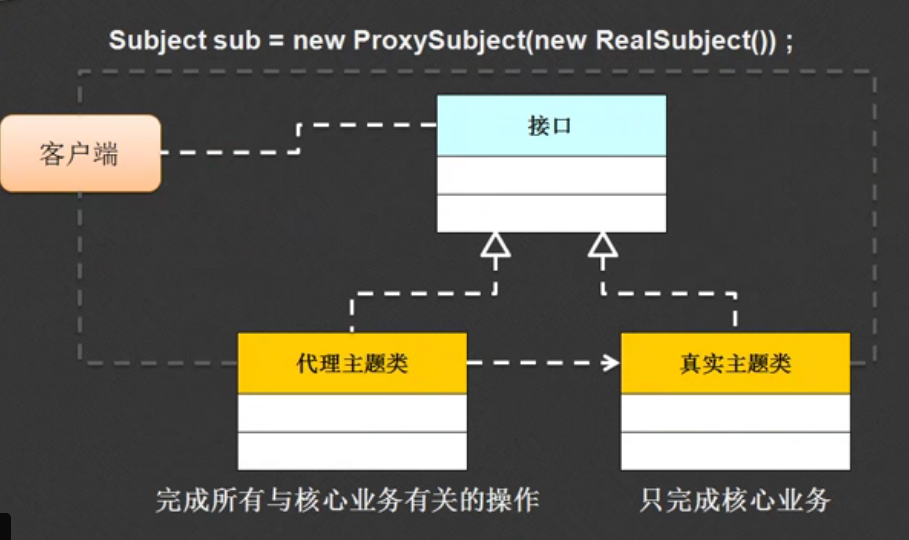 Subject sub = new ProxySubject(new RealSubject()) ;
接口
客户端
代理主题类
真实主题类
完成所有与核心业务有关的操作
只完成核心业务